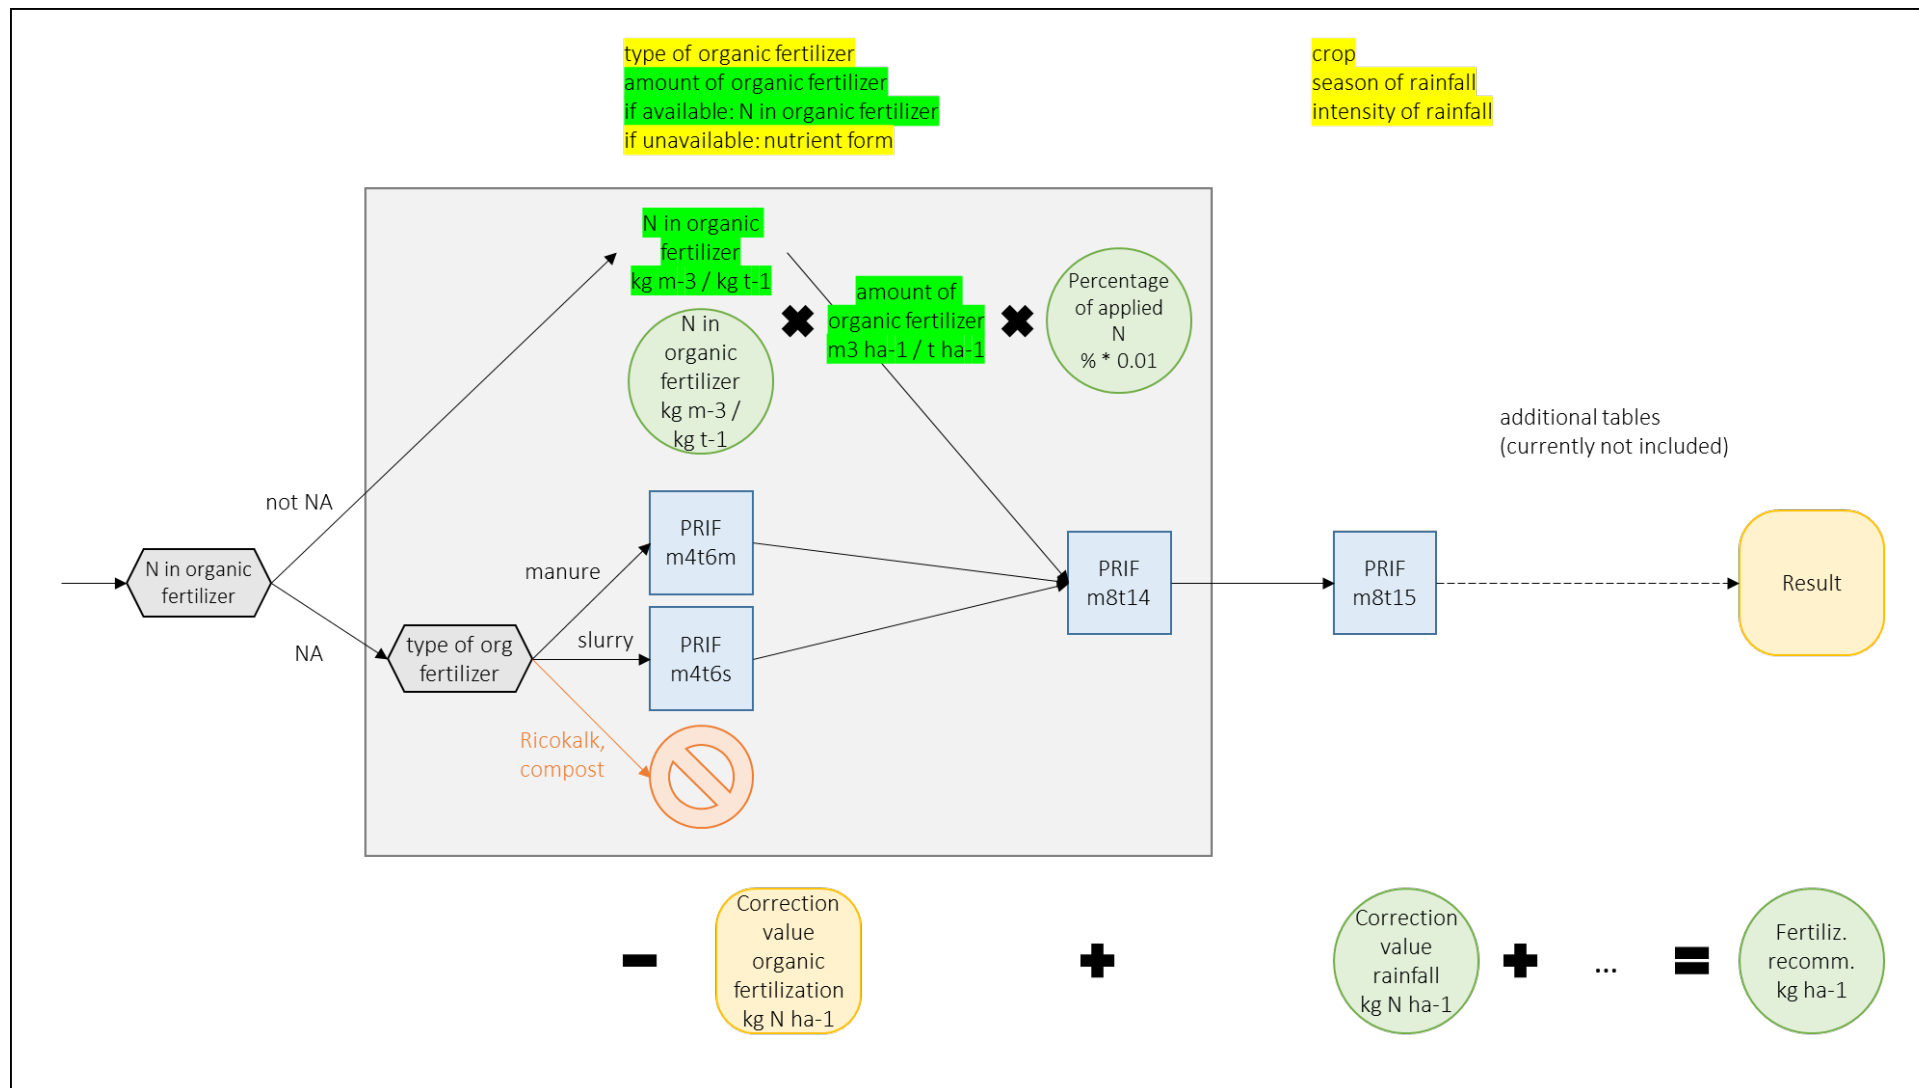 type of organic fertilizer
amount of organic fertilizer
if available: N in organic fertilizer
if unavailable: nutrient form
crop
season of rainfall
intensity of rainfall
N in organic
fertilizer
kg m-3 / kg t-1
N in
organic
fertilizer
kg m-3 /
kg t-1
amount of
organic fertilizer
m3 ha-1 / t ha-1
Percentage
of applied
N
% * 0.01
additional tables
(currently not included)
not NA
N in organic
fertilizer
NA
type of org
fertilizer
manure
slurry
Ricokalk,
compost
PRIF
m4t6m
PRIF
m4t6s
PRIF
m8t14
PRIF
m8t15
Result
Correction
value
organic
fertilization
kg N ha-1
Correction
value
rainfall
kg N ha-1
...
Fertiliz.
recomm.
kg ha-1